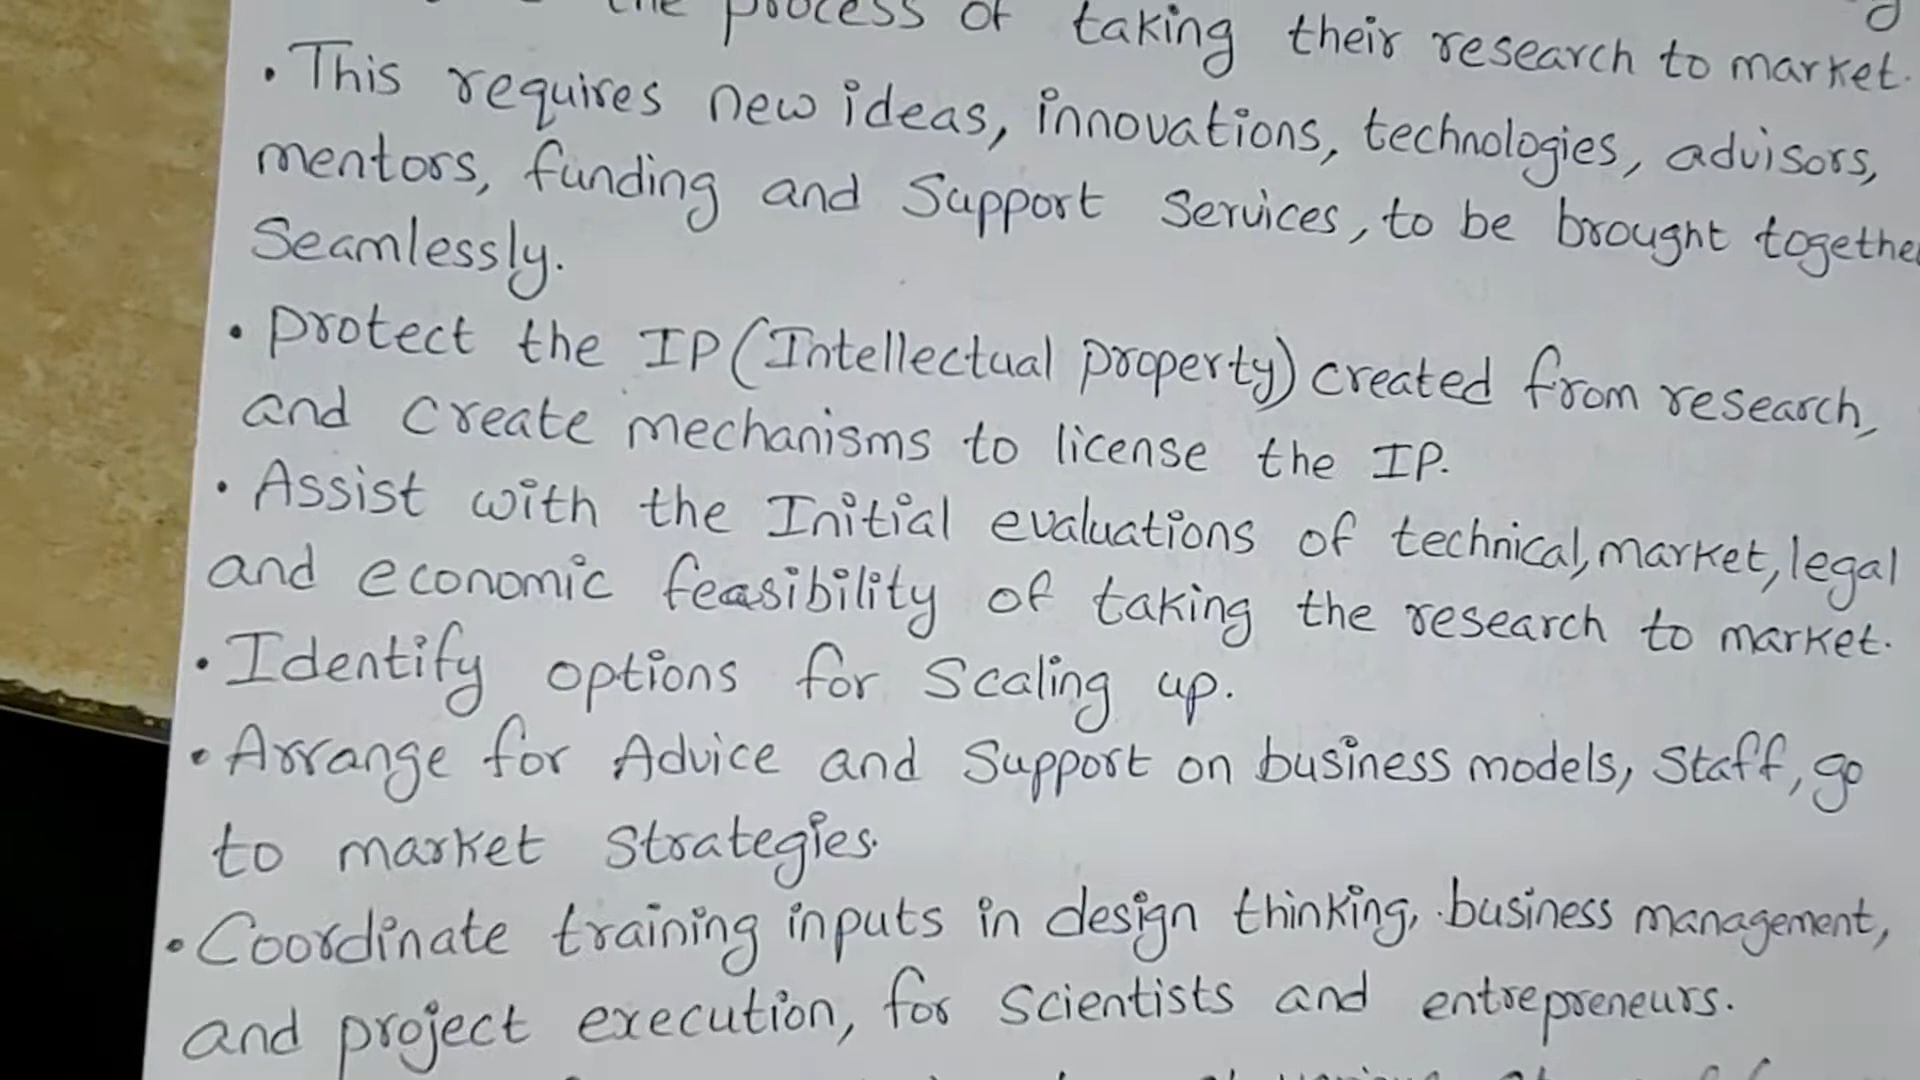 the process of taking their research to market.
• This requires new ideas, innovations, technologies, advisors,
mentors, funding and Support Services, to be brought together
Seamlessly.
• protect the IP (Intellectual property) created from research,
and create mechanisms to license the IP.
• Assist with the Initial evaluations of technical, market, legal
and economic feasibility of taking the research to market.
• Identify options for Scaling up.
• Arrange for Advice and Support on business models, Staff, go
to market Strategies.
• Coordinate training inputs in design thinking, business management,
and project execution, for Scientists and entrepreneurs.